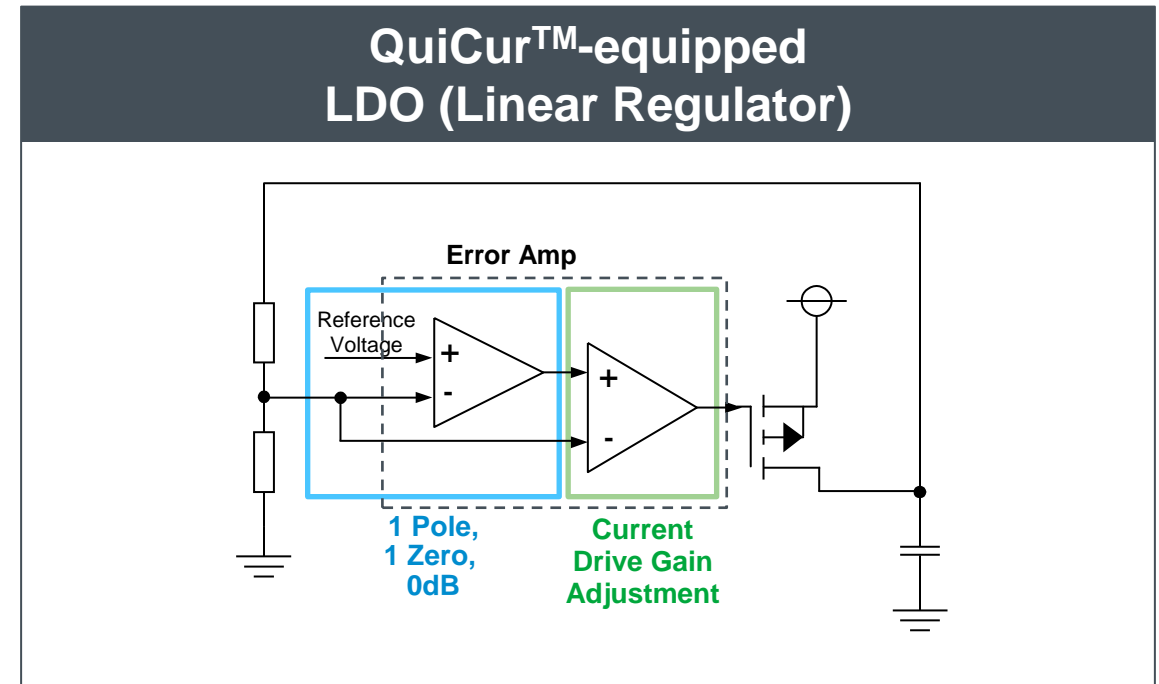 QuiCur™-equipped
LDO (Linear Regulator)
Error Amp
Reference
Voltage
+
-
+
-
1 Pole,
1 Zero,
0dB
Current
Drive Gain
Adjustment